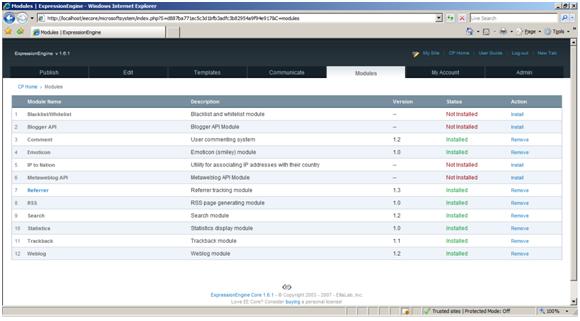 Modules | ExpressionEngine - Windows Internet Explorer
Live Search
Modules | ExpressionEngine
Page Tools
ExpressionEngine v 1.6.1
My Site | CP Home | User Guide | Log-out | New Tab
Publish Edit Templates Communicate Modules My Account Admin
CP Home > Modules
Module Name Description Version Status Action
1 Blacklist/Whitelist Blacklist and whitelist module -- Not Installed Install
2 Blogger API Blogger API Module -- Not Installed Install
3 Comment User commenting system 1.2 Installed Remove
4 Emoticon Emoticon (smiley) module 1.0 Installed Remove
5 IP to Nation Utility for associating IP addresses with their country -- Not Installed Install
6 Metaweblog API Metaweblog API Module -- Not Installed Install
7 Referrer Referrer tracking module 1.3 Installed Remove
8 RSS RSS page generating module 1.0 Installed Remove
9 Search Search module 1.2 Installed Remove
10 Statistics Statistics display module 1.0 Installed Remove
11 Trackback Trackback module 1.1 Installed Remove
12 Weblog Weblog module 1.2 Installed Remove
ExpressionEngine Core 1.6.1 - © Copyright 2003 - 2007 - EllisLab, Inc.
Love EE Core? Consider buying a personal license!
Trusted sites | Protected Mode: Off 100%